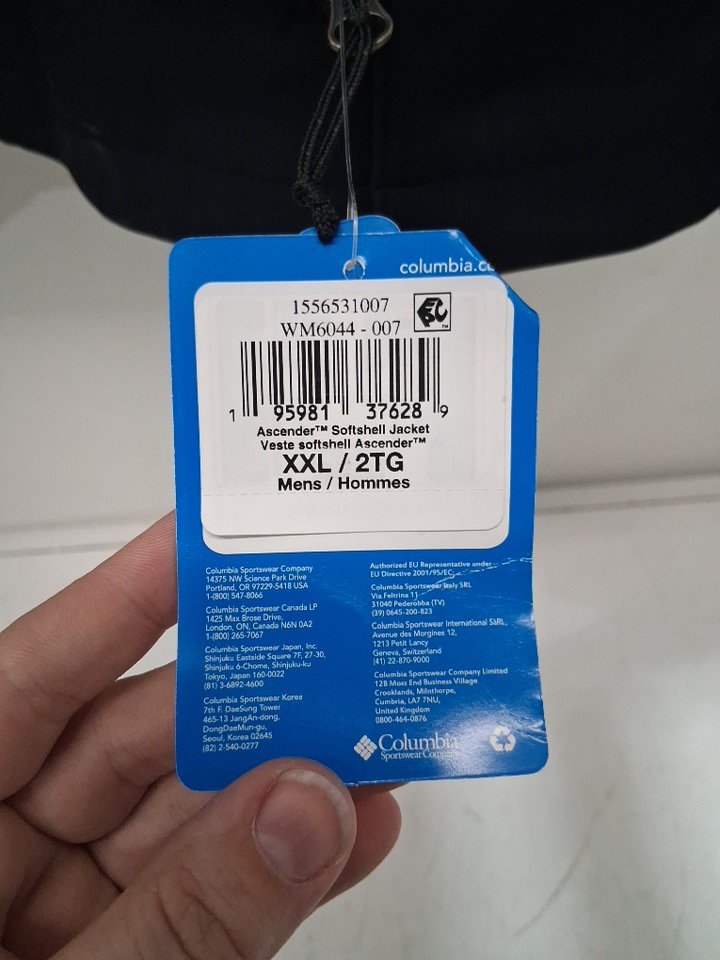 columbia.c
1556531007
WM6044 - 007
1 95981 37628 9
Ascender™ Softshell Jacket
Veste softshell Ascender™
XXL / 2TG
Mens / Hommes
Columbia Sportswear Company
14375 NW Science Park Drive
Portland, OR 97229-5418 USA
1-(800) 547-8066
Columbia Sportswear Canada LP
1425 Max Brose Drive,
London, ON, Canada N6N 0A2
1-(800) 265-7067
Columbia Sportswear Japan, Inc.
Shinjuku Eastside Square 7F, 27-30,
Shinjuku 6-Chome, Shinjuku-ku
Tokyo, Japan 160-0022
(81) 3-6892-4600
Columbia Sportswear Korea
7th F. DaeSung Tower
465-13 JangAn-dong,
DongDaeMun-gu,
Seoul, Korea 02645
(82) 2-540-0277
Authorized EU Representative under
EU Directive 2001/95/EC:
Columbia Sportswear Italy SRL
Via Feltrina 11
31040 Pederobba (TV)
(39) 0645-200-823
Columbia Sportswear International SàRL,
Avenue des Morgines 12,
1213 Petit Lancy
Geneva, Switzerland
(41) 22-870-9000
Columbia Sportswear Company Limited
12B Moss End Business Village
Crooklands, Milnthorpe,
Cumbria, LA7 7NU,
United Kingdom
0800-464-0876
Columbia
Sportswear Company